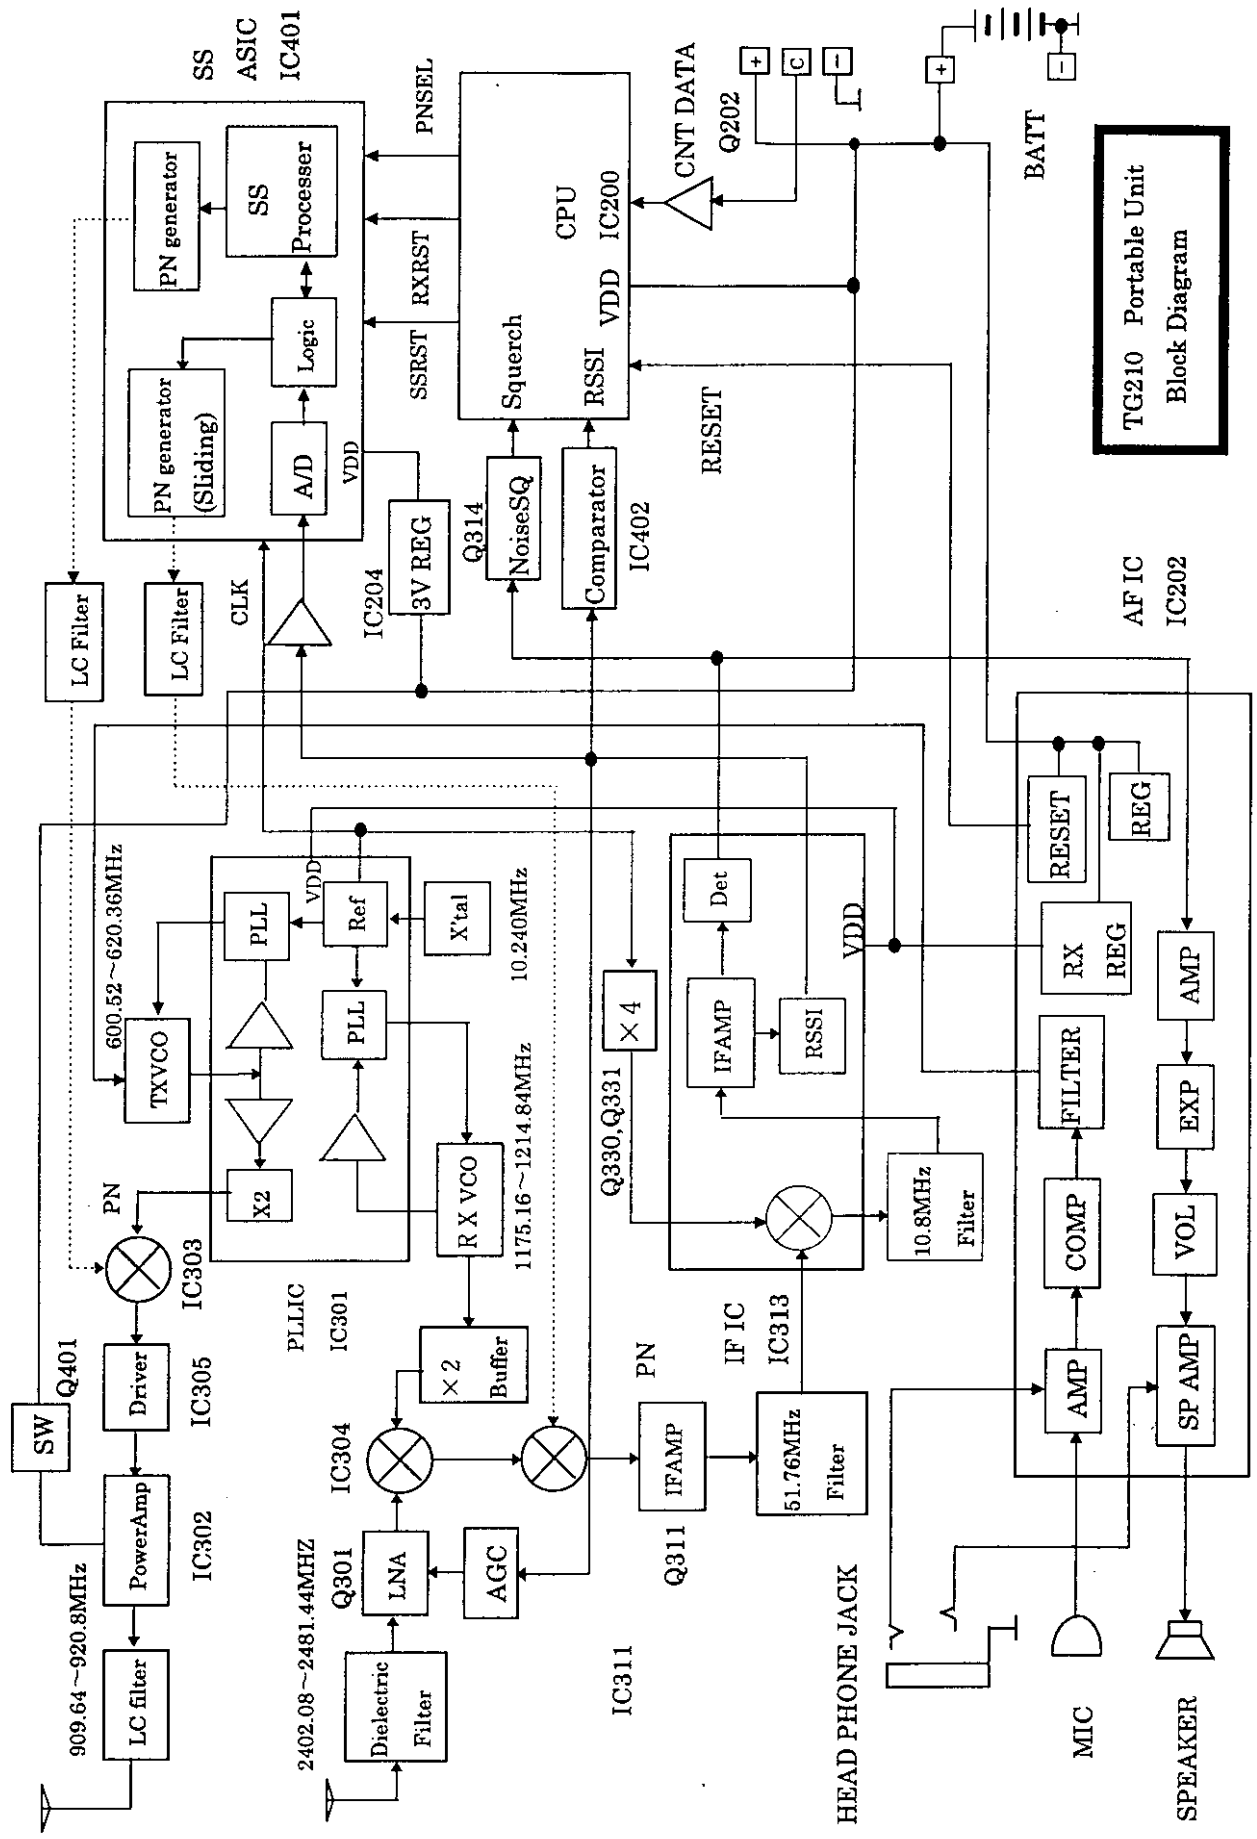 909.64～920.8MHz
LC filter
PowerAmp
IC302
SW
Q401
Driver
IC305
PN
IC303
600.52～620.36MHz
TXVCO
X2
PLL
VDD
Ref
PLL
X'tal
10.240MHz
R X VCO
1175.16～1214.84MHz
PLLIC
IC301
LC Filter
LC Filter
CLK
PN generator
(Sliding)
PN generator
SS
Processer
Logic
A/D
VDD
SS
ASIC
IC401
3V REG
IC204
SSRST
RXRST
PNSEL
Squerch
RSSI
VDD
CPU
IC200
CNT DATA
Q202
+
C
−
+
−
BATT
RESET
Q314
NoiseSQ
Comparator
IC402
2402.08～2481.44MHZ
Dielectric
Filter
Q301
LNA
AGC
IC304
×2
Buffer
IC311
Q311
IFAMP
PN
51.76MHz
Filter
IF IC
IC313
Q330,Q331
×4
IFAMP
Det
RSSI
VDD
10.8MHz
Filter
HEAD PHONE JACK
MIC
SPEAKER
AMP
COMP
FILTER
RX
REG
RESET
REG
SP AMP
VOL
EXP
AMP
AF IC
IC202
TG210 Portable Unit
Block Diagram